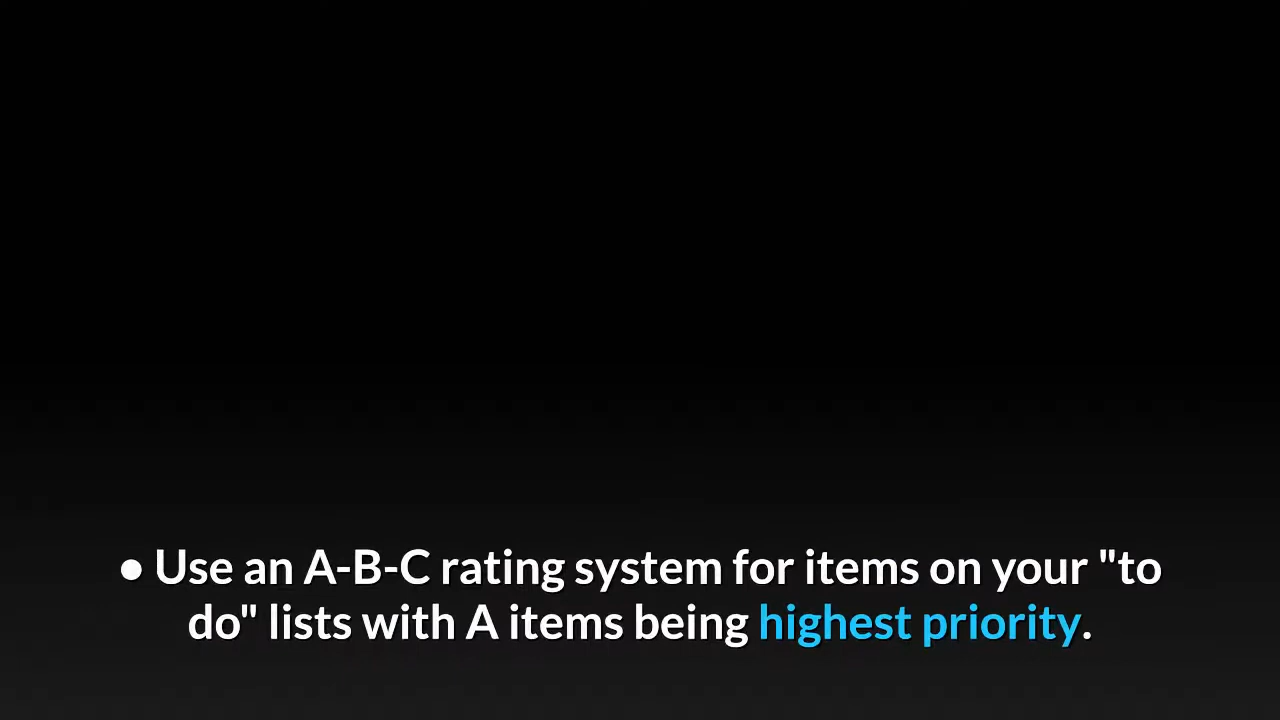 ● Use an A-B-C rating system for items on your "to
do" lists with A items being highest priority.